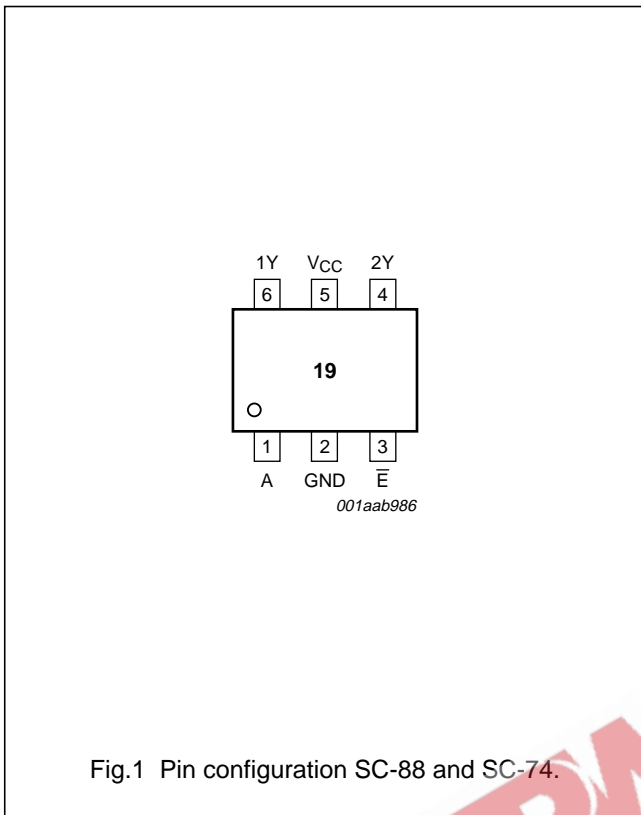 1Y VCC 2Y
6 5 4
19
1 2 3
A GND E̅
001aab986
Fig.1 Pin configuration SC-88 and SC-74.